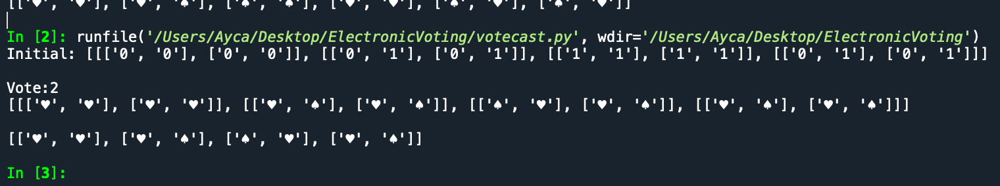 [['♥', '♥'], ['♥', '♠'], ['♠', '♠'], ['♥', '♥'], ['♠', '♥'], ['♠', '♥']]
In [2]: runfile('/Users/Ayca/Desktop/ElectronicVoting/votecast.py', wdir='/Users/Ayca/Desktop/ElectronicVoting')
Initial: [[['0', '0'], ['0', '0']], [['0', '1'], ['0', '1']], [['1', '1'], ['1', '1']], [['0', '1'], ['0', '1']]]
Vote:2
[[['♥', '♥'], ['♥', '♥']], [['♥', '♠'], ['♥', '♠']], [['♠', '♥'], ['♥', '♠']], [['♥', '♠'], ['♥', '♠']]]
[['♥', '♥'], ['♥', '♠'], ['♠', '♥'], ['♥', '♠']]
In [3]: